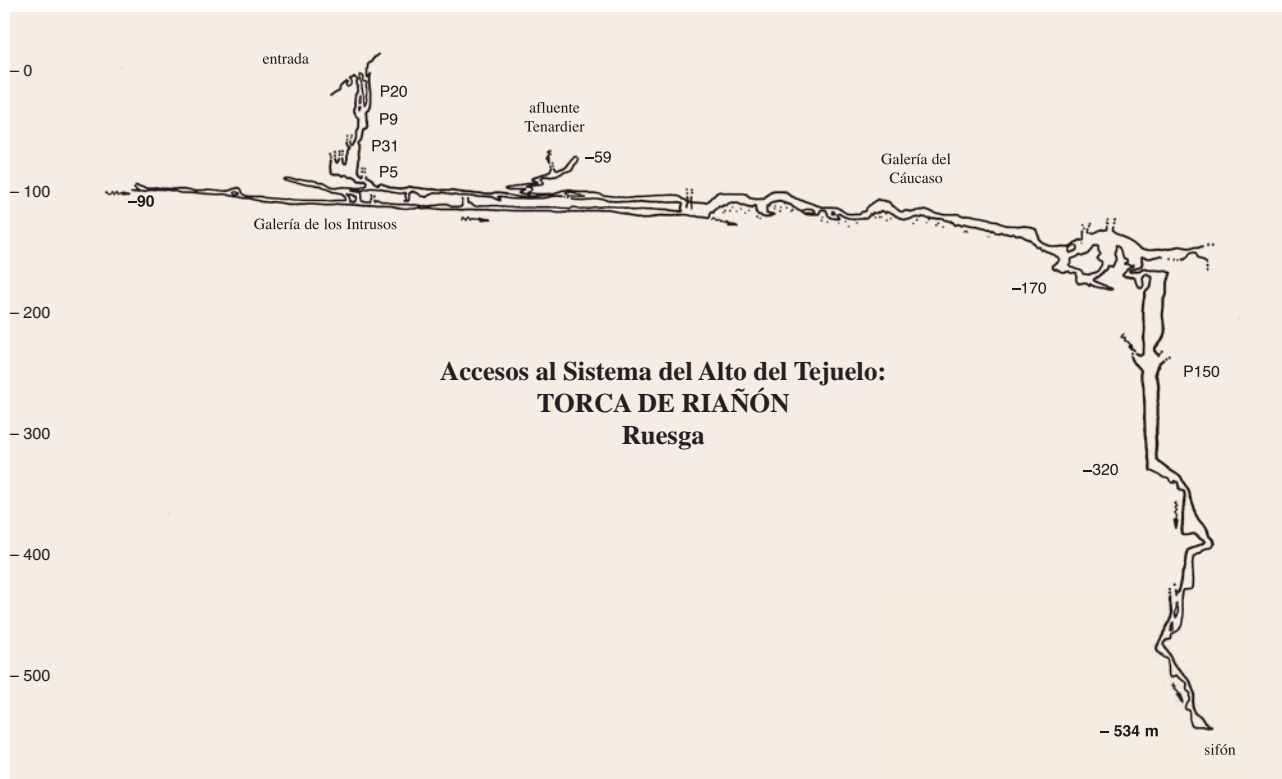 entrada
– 0
P20
P9
afluente
Tenardier
P31
–59
Galería del
Cáucaso
P5
– 100
–90
Galería de los Intrusos
–170
– 200
Accesos al Sistema del Alto del Tejuelo:
P150
TORCA DE RIAÑÓN
Ruesga
– 300
–320
– 400
– 500
– 534 m
sifón